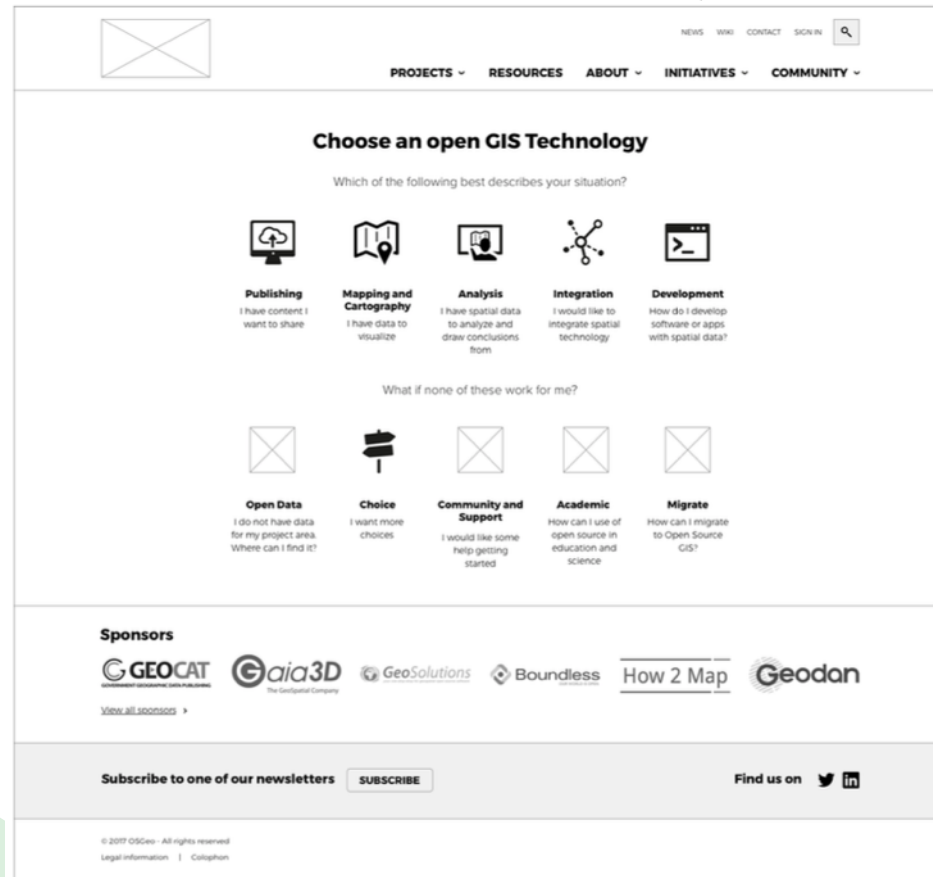 NEWS WIKI CONTACT SIGN IN
PROJECTS RESOURCES ABOUT INITIATIVES COMMUNITY
Choose an open GIS Technology
Which of the following best describes your situation?
Publishing
I have content I
want to share
Mapping and
Cartography
I have data to
visualize
Analysis
I have spatial data
to analyze and
draw conclusions
from
Integration
I would like to
integrate spatial
technology
Development
How do I develop
software or apps
with spatial data?
What if none of these work for me?
Open Data
I do not have data
for my project area.
Where can I find it?
Choice
I want more
choices
Community and
Support
I would like some
help getting
started
Academic
How can I use of
open source in
education and
science
Migrate
How can I migrate
to Open Source
GIS?
Sponsors
GEOCAT
GOVERNMENT GEOGRAPHIC DATA PUBLISHING
Gaia3D
The GeoSpatial Company
GeoSolutions
Boundless
How 2 Map
Geodan
View all sponsors
Subscribe to one of our newsletters SUBSCRIBE
Find us on
© 2017 OSGeo - All rights reserved
Legal information | Colophon